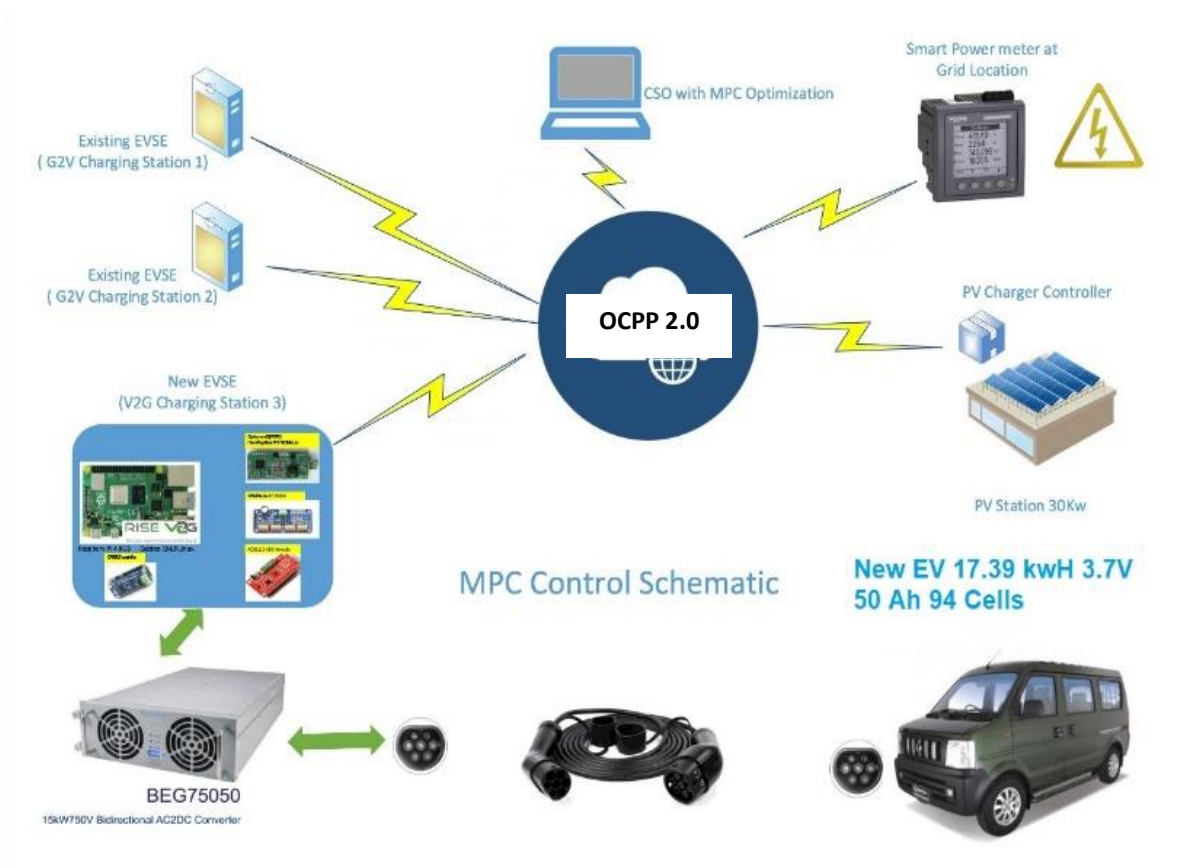 Smart Power meter at
Grid Location
CSO with MPC Optimization
Existing EVSE
( G2V Charging Station 1)
Existing EVSE
( G2V Charging Station 2)
OCPP 2.0
PV Charger Controller
New EVSE
(V2G Charging Station 3)
RISE V2G
PV Station 30Kw
MPC Control Schematic
New EV 17.39 kwH 3.7V
50 Ah 94 Cells
BEG75050
15kW750V Bidirectional AC2DC Converter